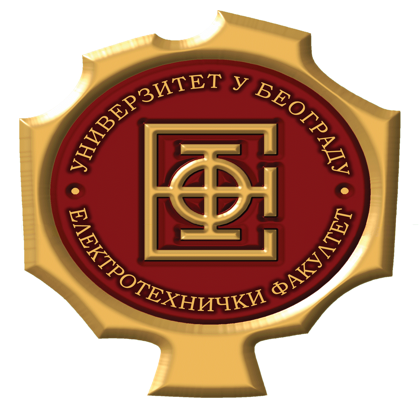 УНИВЕРЗИТЕТ У БЕОГРАДУ
ЕЛЕКТРОТЕХНИЧКИ ФАКУЛТЕТ